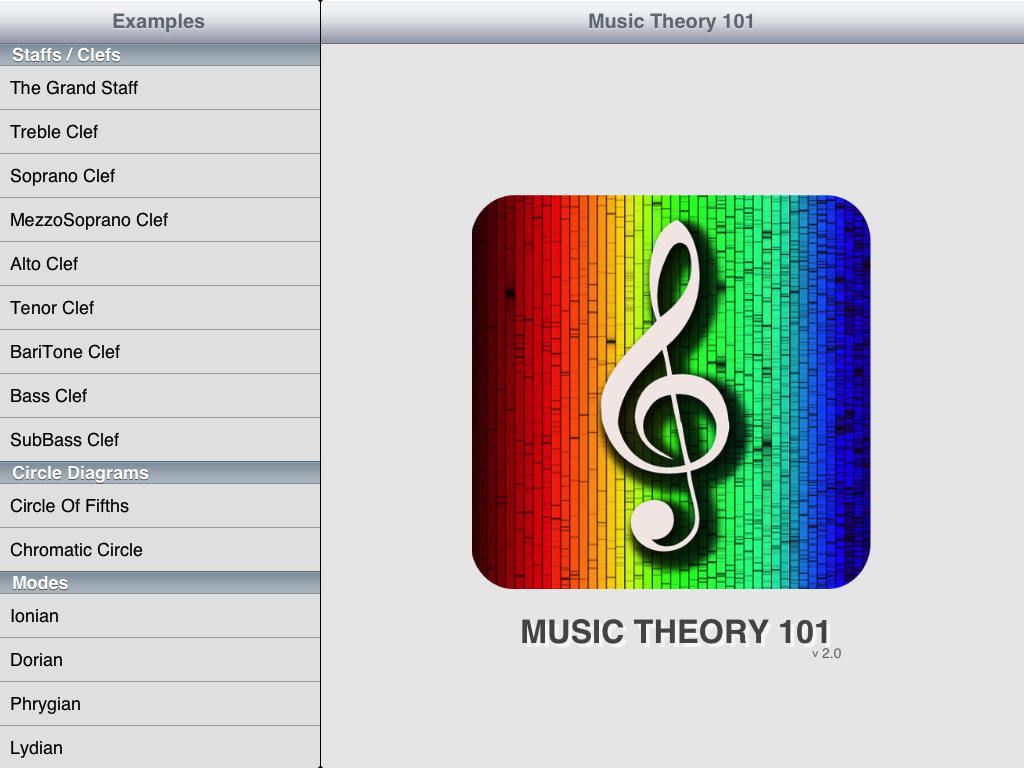 Examples
Staffs / Clefs
The Grand Staff
Treble Clef
Soprano Clef
MezzoSoprano Clef
Alto Clef
Tenor Clef
BariTone Clef
Bass Clef
SubBass Clef
Circle Diagrams
Circle Of Fifths
Chromatic Circle
Modes
Ionian
Dorian
Phrygian
Lydian
Music Theory 101
MUSIC THEORY 101
v 2.0